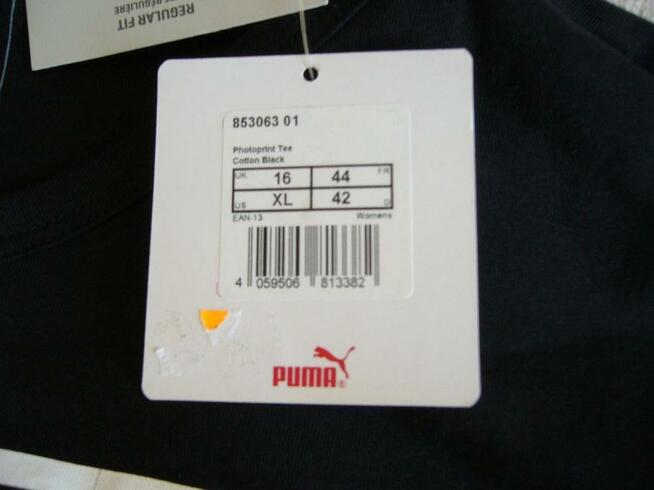 REGULAR FIT
RÉGULIÈRE
853063 01
Photoprint Tee
Cotton Black
UK 16 44 FR
US XL 42 D
EAN-13 Womens
4 059506 813382
PUMA®